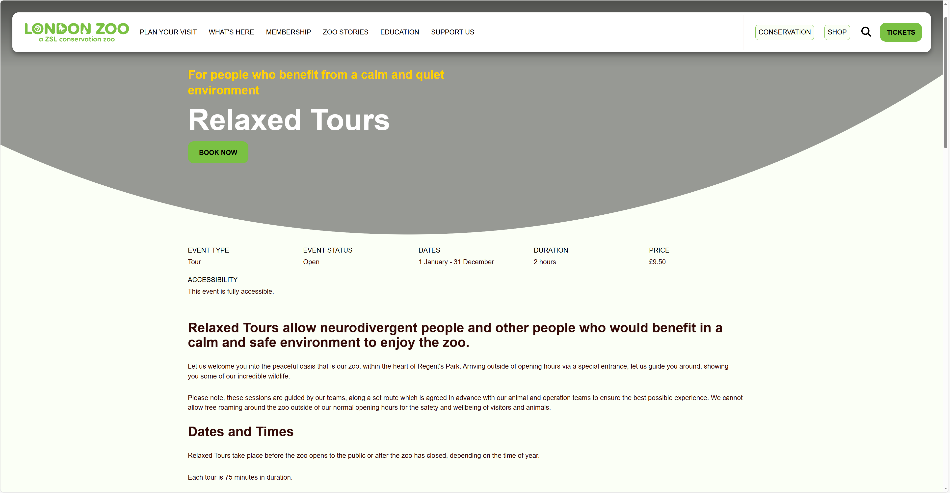 LONDON ZOO
a ZSL conservation zoo
PLAN YOUR VISIT WHAT'S HERE MEMBERSHIP ZOO STORIES EDUCATION SUPPORT US CONSERVATION SHOP TICKETS
For people who benefit from a calm and quiet
environment
Relaxed Tours
BOOK NOW
EVENT TYPE EVENT STATUS DATES DURATION PRICE
Tour Open 1 January - 31 December 2 hours £9.50
ACCESSIBILITY
This event is fully accessible.
Relaxed Tours allow neurodivergent people and other people who would benefit in a
calm and safe environment to enjoy the zoo.
Let us welcome you into the peaceful oasis that is our zoo, within the heart of Regent's Park. Arriving outside of opening hours via a special entrance, let us guide you around, showing
you some of our incredible wildlife.
Please note, these sessions are guided by our teams, along a set route which is agreed in advance with our animal and operation teams to ensure the best possible experience. We cannot
allow free roaming around the zoo outside of our normal opening hours for the safety and wellbeing of visitors and animals.
Dates and Times
Relaxed Tours take place before the zoo opens to the public or after the zoo has closed, depending on the time of year.
Each tour is 75 minutes in duration.